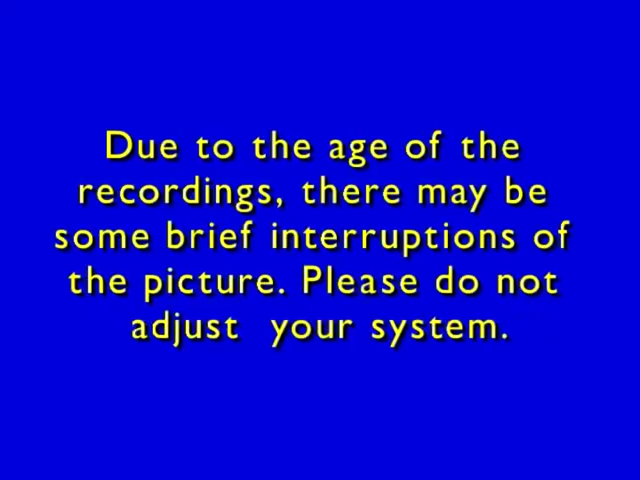 Due to the age of the
recordings, there may be
some brief interruptions of
the picture. Please do not
adjust your system.